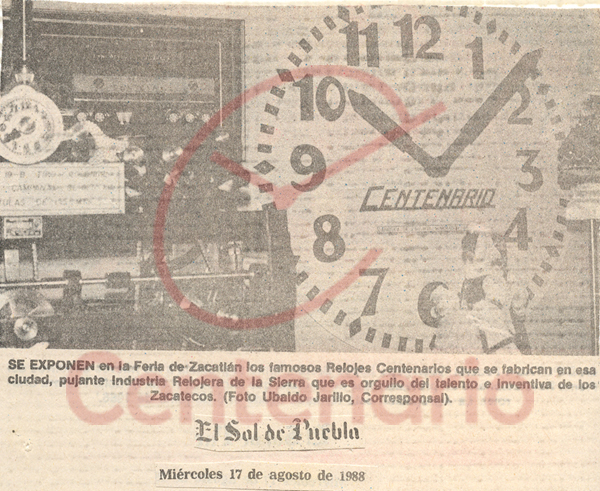 11 12 1
10 2
9 3
CENTENARIO
8 4
7 6
SE EXPONEN en la Feria de Zacatlán los famosos Relojes Centenarios que se fabrican en esa
ciudad, pujante Industria Relojera de la Sierra que es orgullo del talento e Inventiva de los
Zacatecos. (Foto Ubaldo Jarillo, Corresponsal).
Centenario
El Sol de Puebla
Miércoles 17 de agosto de 1988